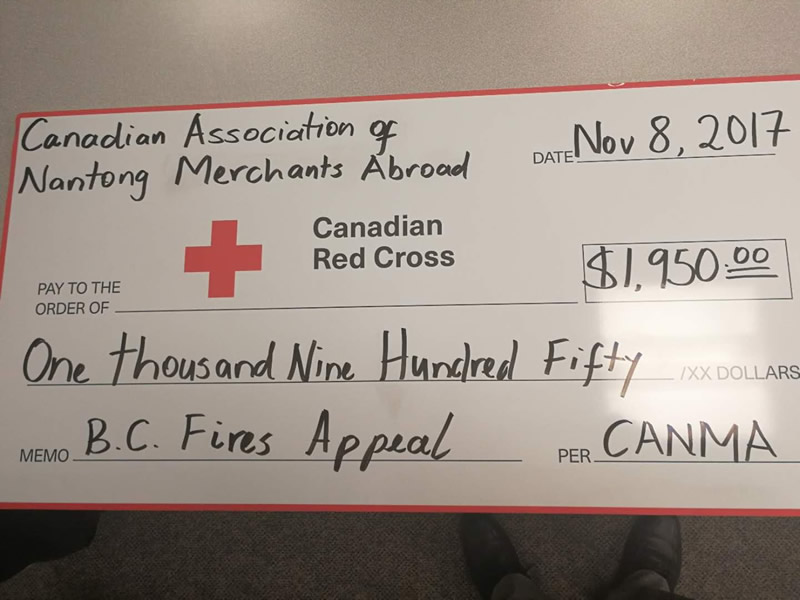 Canadian Association of
Nantong Merchants Abroad
DATE Nov 8, 2017
Canadian
Red Cross
$1,950.00
PAY TO THE
ORDER OF
One thousand Nine Hundred Fifty /XX DOLLARS
MEMO B.C. Fires Appeal
PER CANMA